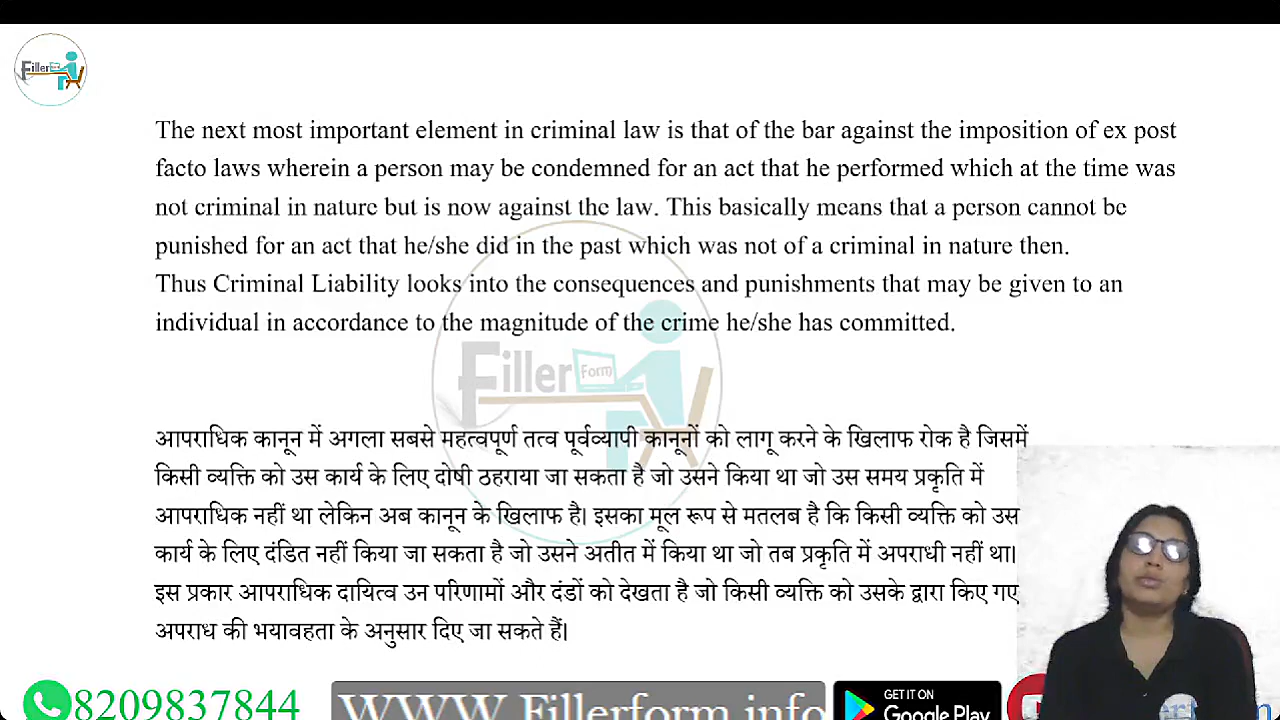 Filler
The next most important element in criminal law is that of the bar against the imposition of ex post
facto laws wherein a person may be condemned for an act that he performed which at the time was
not criminal in nature but is now against the law. This basically means that a person cannot be
punished for an act that he/she did in the past which was not of a criminal in nature then.
Thus Criminal Liability looks into the consequences and punishments that may be given to an
individual in accordance to the magnitude of the crime he/she has committed.
Filler Form
आपराधिक कानून में अगला सबसे महत्वपूर्ण तत्व पूर्वव्यापी कानूनों को लागू करने के खिलाफ रोक है जिसमें
किसी व्यक्ति को उस कार्य के लिए दोषी ठहराया जा सकता है जो उसने किया था जो उस समय प्रकृति में
आपराधिक नहीं था लेकिन अब कानून के खिलाफ है। इसका मूल रूप से मतलब है कि किसी व्यक्ति को उस
कार्य के लिए दंडित नहीं किया जा सकता है जो उसने अतीत में किया था जो तब प्रकृति में अपराधी नहीं था।
इस प्रकार आपराधिक दायित्व उन परिणामों और दंडों को देखता है जो किसी व्यक्ति को उसके द्वारा किए गए
अपराध की भयावहता के अनुसार दिए जा सकते हैं।
8209837844
WWW.Fillerform.info
GET IT ON
Google Play